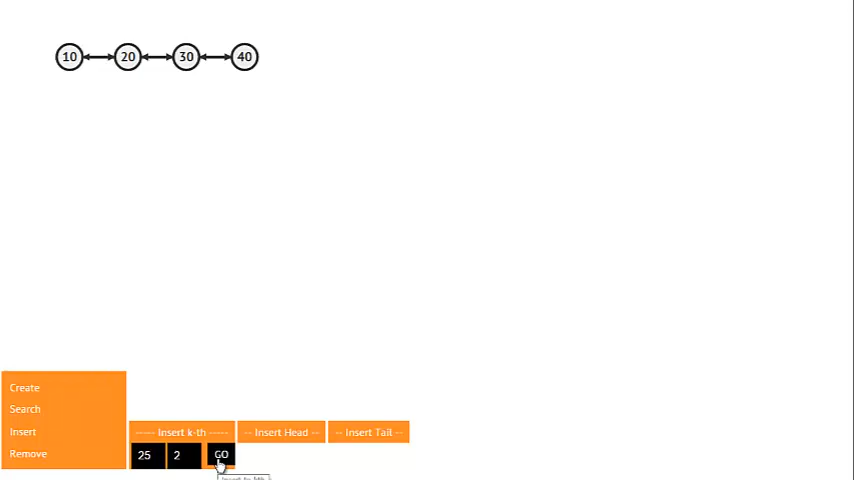 10 20 30 40
Create
Search
Insert
Remove
----- Insert k-th ----- -- Insert Head -- -- Insert Tail --
25 2 GO